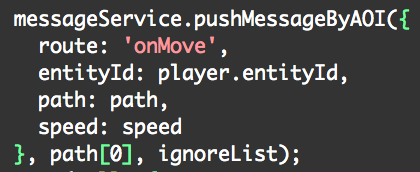 messageService.pushMessageByAOI({
  route: 'onMove',
  entityId: player.entityId,
  path: path,
  speed: speed
}, path[0], ignoreList);